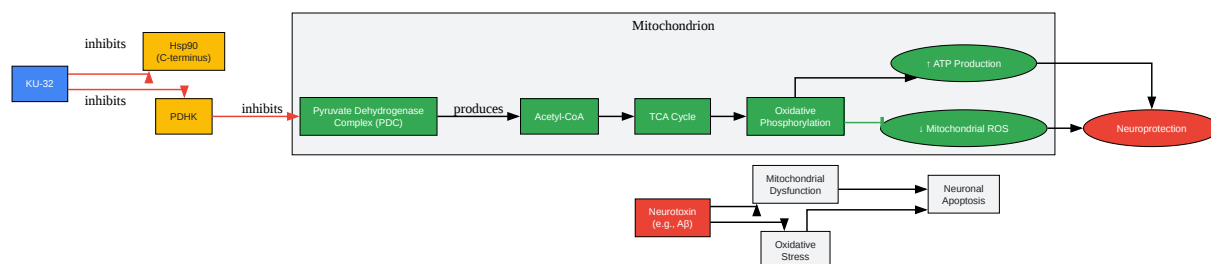 Mitochondrion
inhibits
Hsp90
(C-terminus)
KU-32
inhibits
PDHK
inhibits
Pyruvate Dehydrogenase
Complex (PDC)
produces
Acetyl-CoA
TCA Cycle
Oxidative
Phosphorylation
↑ ATP Production
↓ Mitochondrial ROS
Neuroprotection
Neurotoxin
(e.g., Aβ)
Mitochondrial
Dysfunction
Oxidative
Stress
Neuronal
Apoptosis